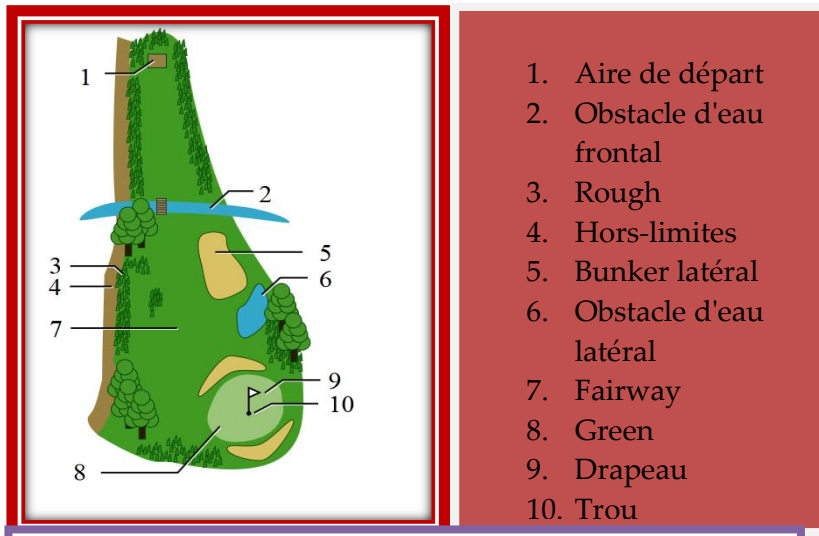 1
2
3
4
5
6
7
8
9
10
1. Aire de départ
2. Obstacle d'eau
frontal
3. Rough
4. Hors-limites
5. Bunker latéral
6. Obstacle d'eau
latéral
7. Fairway
8. Green
9. Drapeau
10. Trou